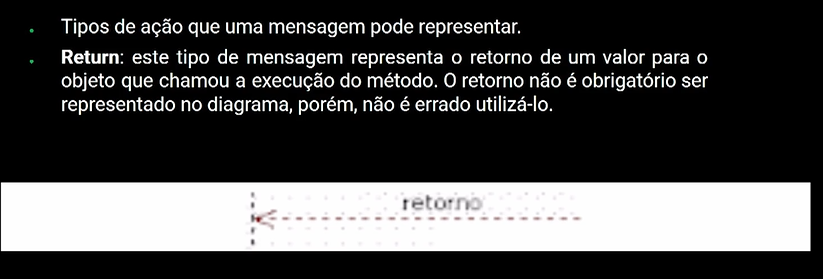 Tipos de ação que uma mensagem pode representar.
Return: este tipo de mensagem representa o retorno de um valor para o
objeto que chamou a execução do método. O retorno não é obrigatório ser
representado no diagrama, porém, não é errado utilizá-lo.
retorno